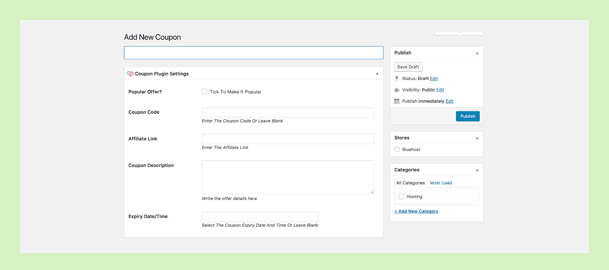 Add New Coupon
Coupon Plugin Settings
Popular Offer?
Tick To Make It Popular
Coupon Code
Enter The Coupon Code Or Leave Blank
Affiliate Link
Enter The Affiliate Link
Coupon Description
Write the offer details here
Expiry Date/Time
Select The Coupon Expiry Date And Time Or Leave Blank
Publish
Save Draft
Status: Draft Edit
Visibility: Public Edit
Publish Immediately Edit
Publish
Stores
Bluehost
Categories
All Categories Most Used
Hosting
+ Add New Category